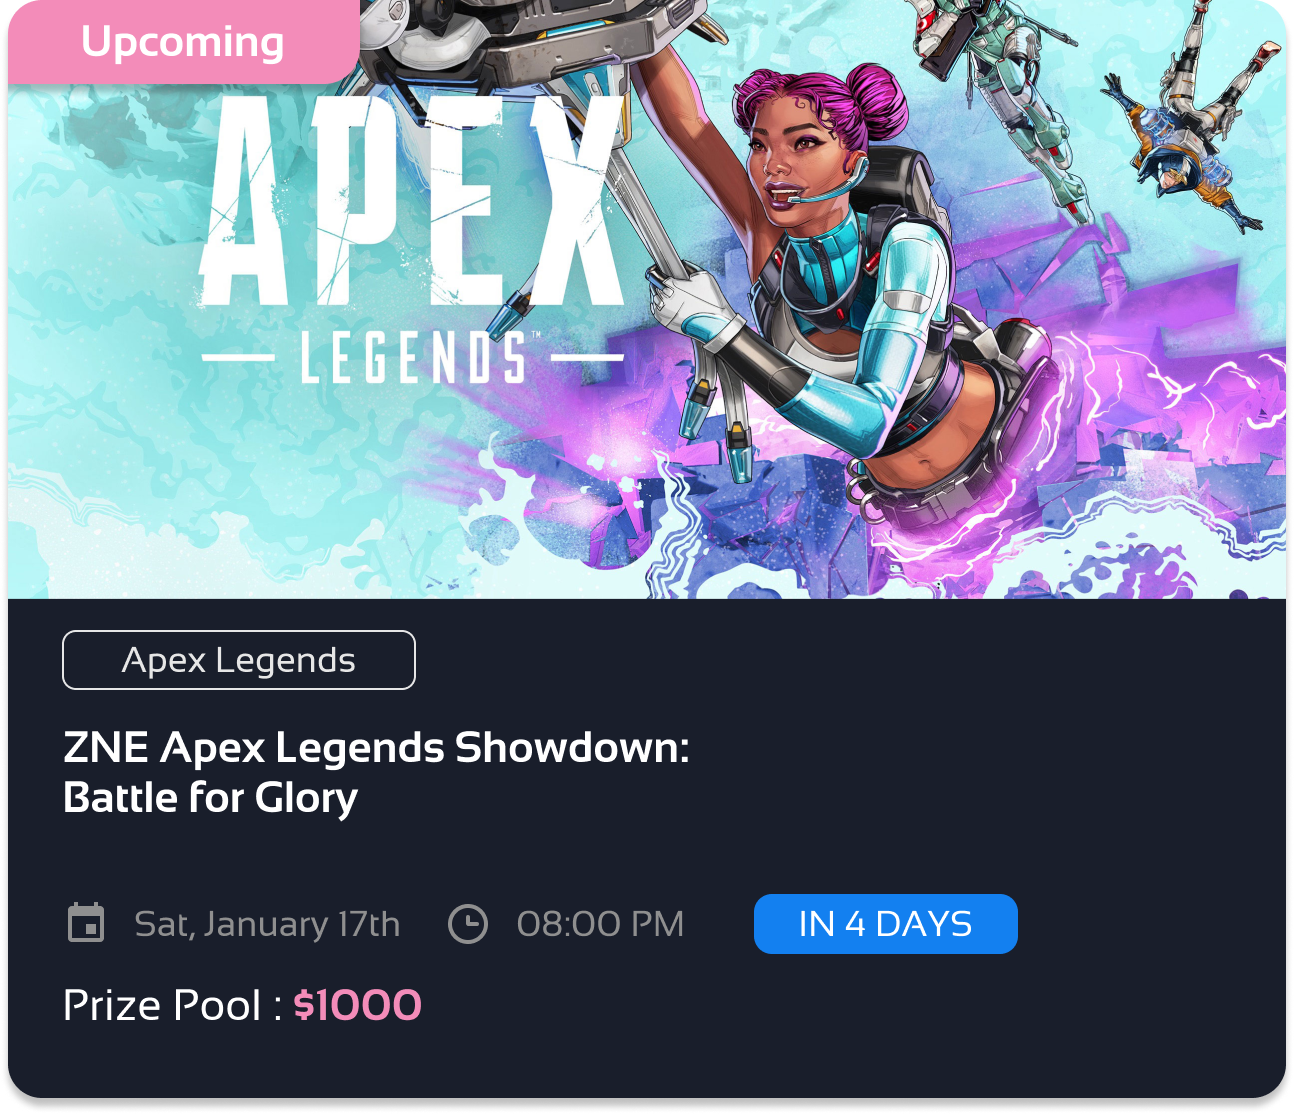 Upcoming
APEX
LEGENDS™
Apex Legends
ZNE Apex Legends Showdown:
Battle for Glory
Sat, January 17th 08:00 PM IN 4 DAYS
Prize Pool : $1000